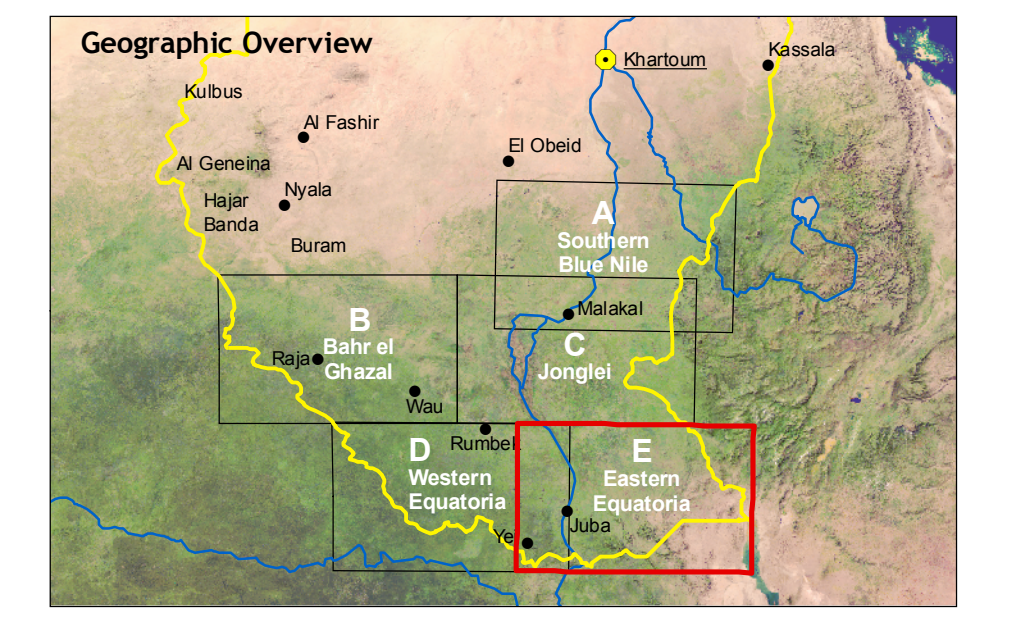 Geographic Overview
Kassala
Khartoum
Kulbus
Al Fashir
El Obeid
Al Geneina
Nyala
Hajar
Banda
A
Southern
Blue Nile
Buram
Malakal
B
Bahr el
Ghazal
C
Jonglei
Raja
Wau
Rumbek
D
Western
Equatoria
E
Eastern
Equatoria
Juba
Ye